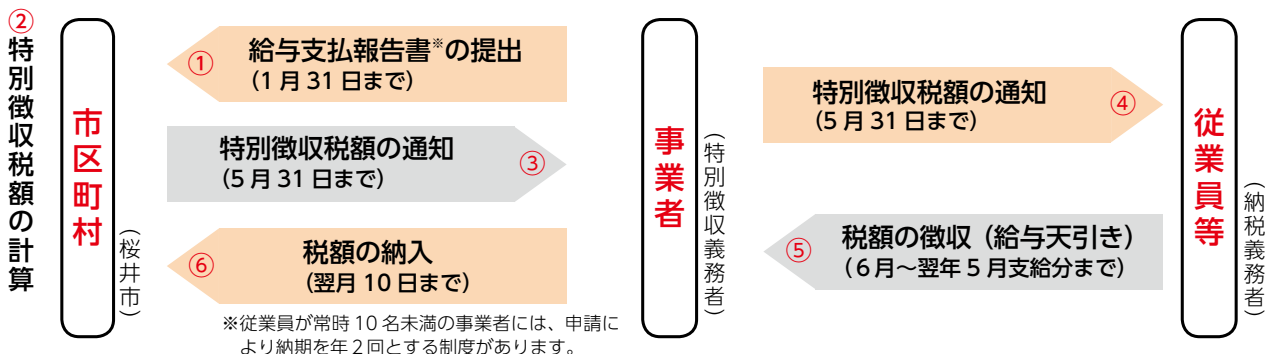 ②特別徴収税額の計算
市区町村
（桜井市）
① 給与支払報告書※の提出
（1月31日まで）
特別徴収税額の通知 ③
（5月31日まで）
⑥ 税額の納入
（翌月10日まで）
※従業員が常時10名未満の事業者には、申請に
より納期を年2回とする制度があります。
事業者
（特別徴収義務者）
特別徴収税額の通知 ④
（5月31日まで）
⑤ 税額の徴収（給与天引き）
（6月～翌年5月支給分まで）
従業員等
（納税義務者）